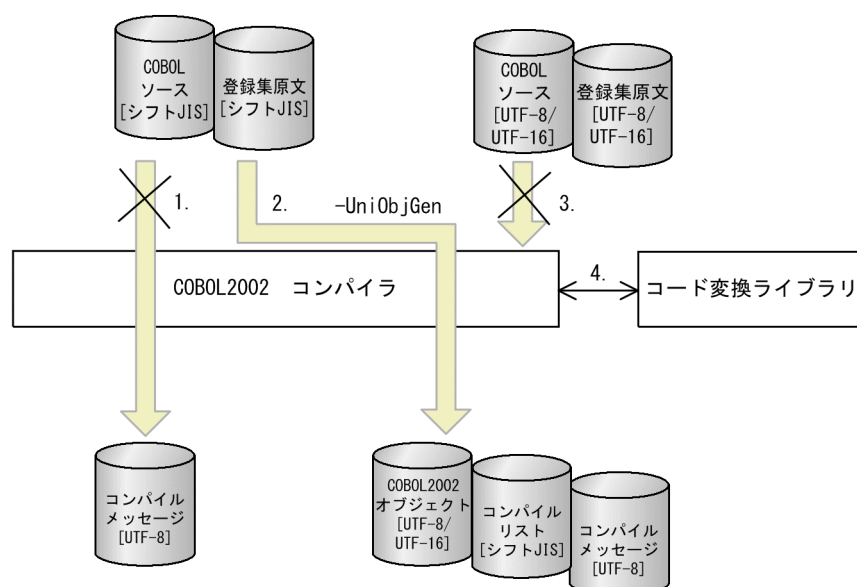 COBOL
ソース
[シフトJIS]
登録集原文
[シフトJIS]
COBOL
ソース
[UTF-8/
UTF-16]
登録集原文
[UTF-8/
UTF-16]
1.
2.
-UniObjGen
3.
COBOL2002 コンパイラ
4.
コード変換ライブラリ
コンパイル
メッセージ
[UTF-8]
COBOL2002
オブジェクト
[UTF-8/
UTF-16]
コンパイル
リスト
[シフトJIS]
コンパイル
メッセージ
[UTF-8]